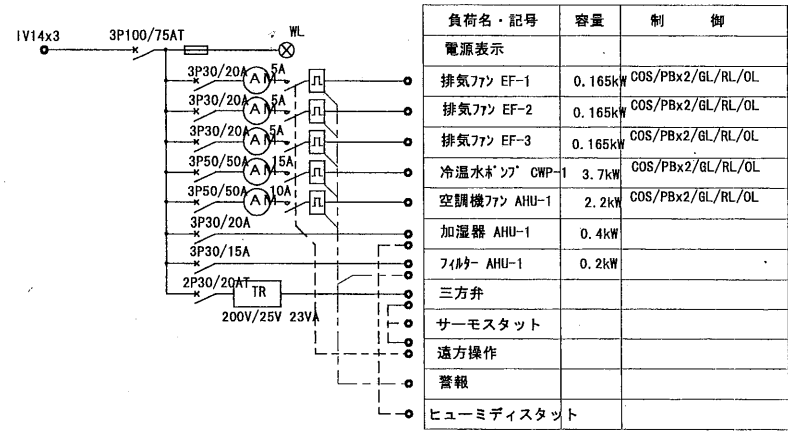 IV14x3
3P100/75AT
WL
負荷名・記号 容量 制 御
電源表示
3P30/20A AM 5A 排気ファン EF-1 0.165kW COS/PBx2/GL/RL/OL
3P30/20A AM 5A 排気ファン EF-2 0.165kW COS/PBx2/GL/RL/OL
3P30/20A AM 5A 排気ファン EF-3 0.165kW COS/PBx2/GL/RL/OL
3P50/50A AM 15A 冷温水ポンプ CWP-1 3.7kW COS/PBx2/GL/RL/OL
3P50/50A AM 10A 空調機ファン AHU-1 2.2kW COS/PBx2/GL/RL/OL
3P30/20A 加湿器 AHU-1 0.4kW
3P30/15A フィルター AHU-1 0.2kW
2P30/20AT TR 三方弁
200V/25V 23VA
サーモスタット
遠方操作
警報
ヒューミディスタット